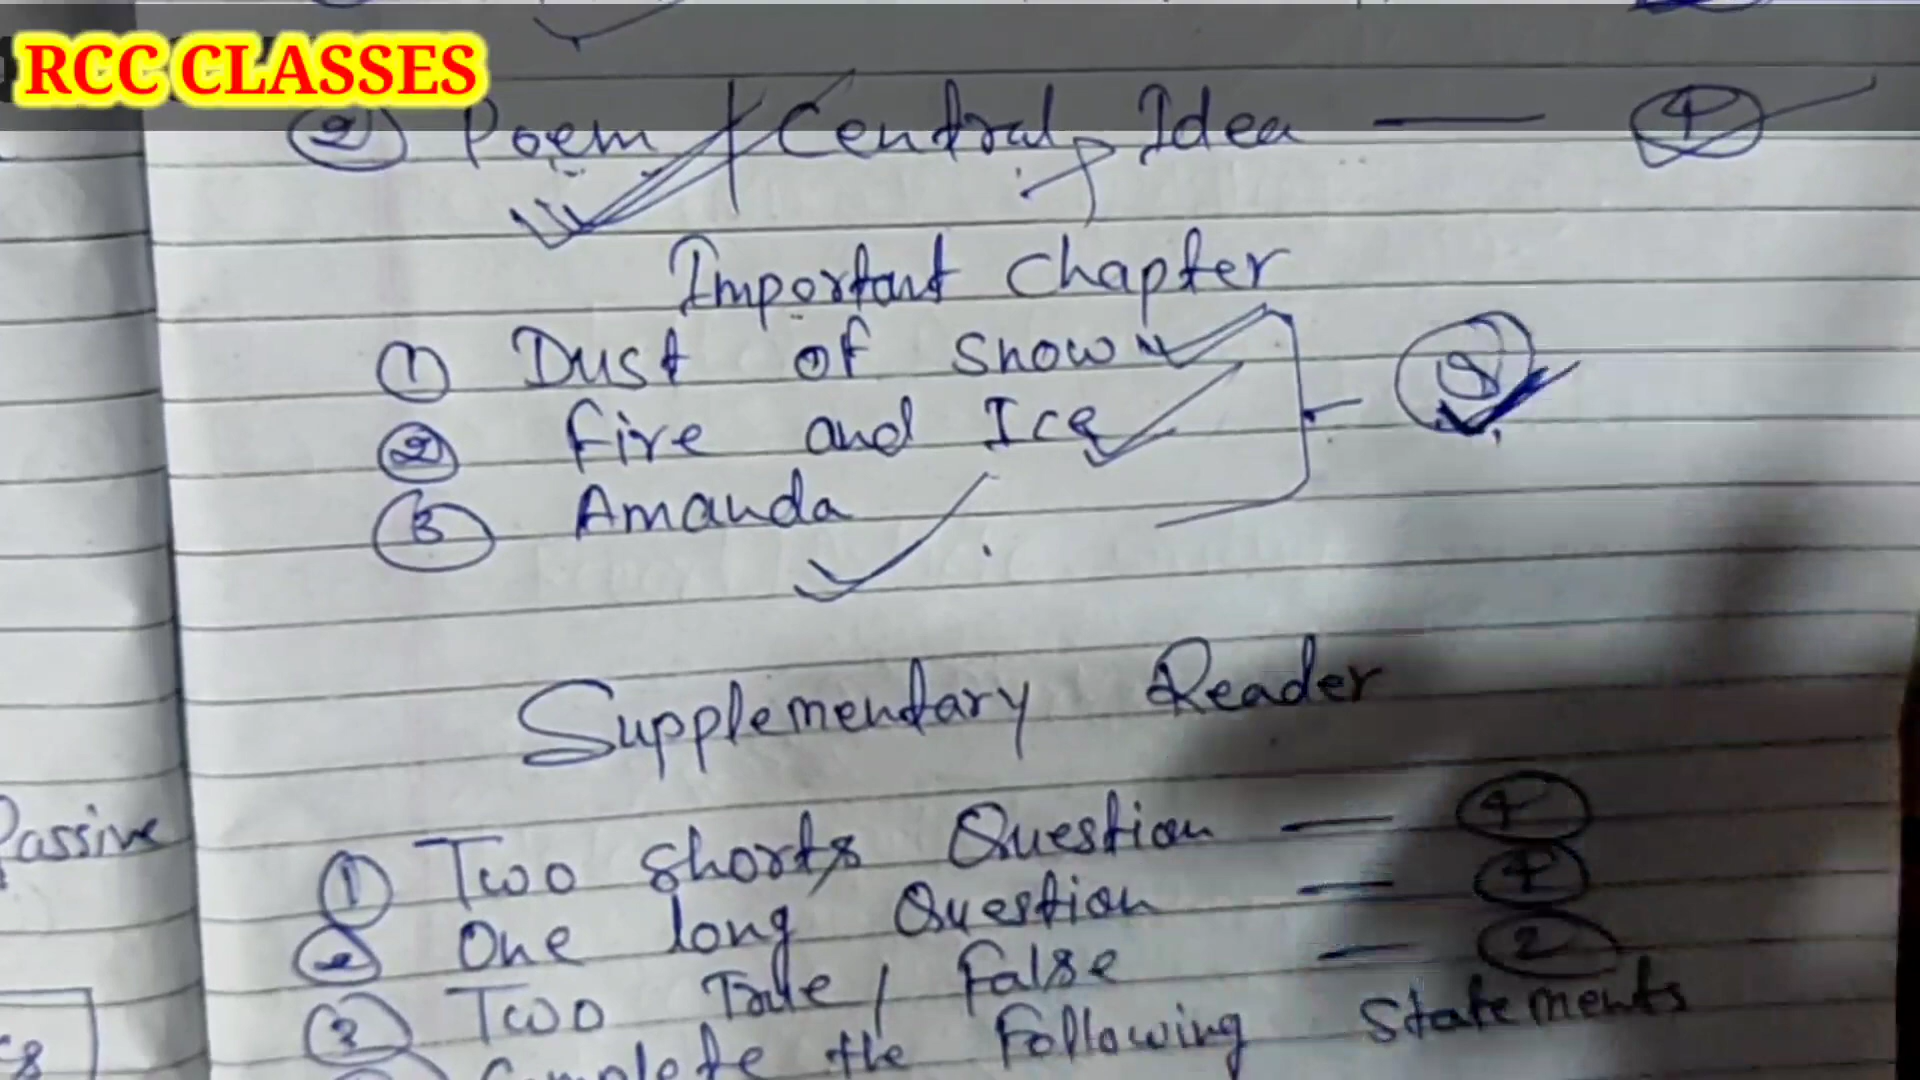 RCC CLASSES
② Poem / Central Idea — 4
Important Chapter
① Dust of Snow
② Fire and Ice — 8
③ Amanda
Supplementary Reader
Passive
① Two Shorts Question — 4
② One long Question — 4
③ Two True / False — 2
Complete the Following Statements